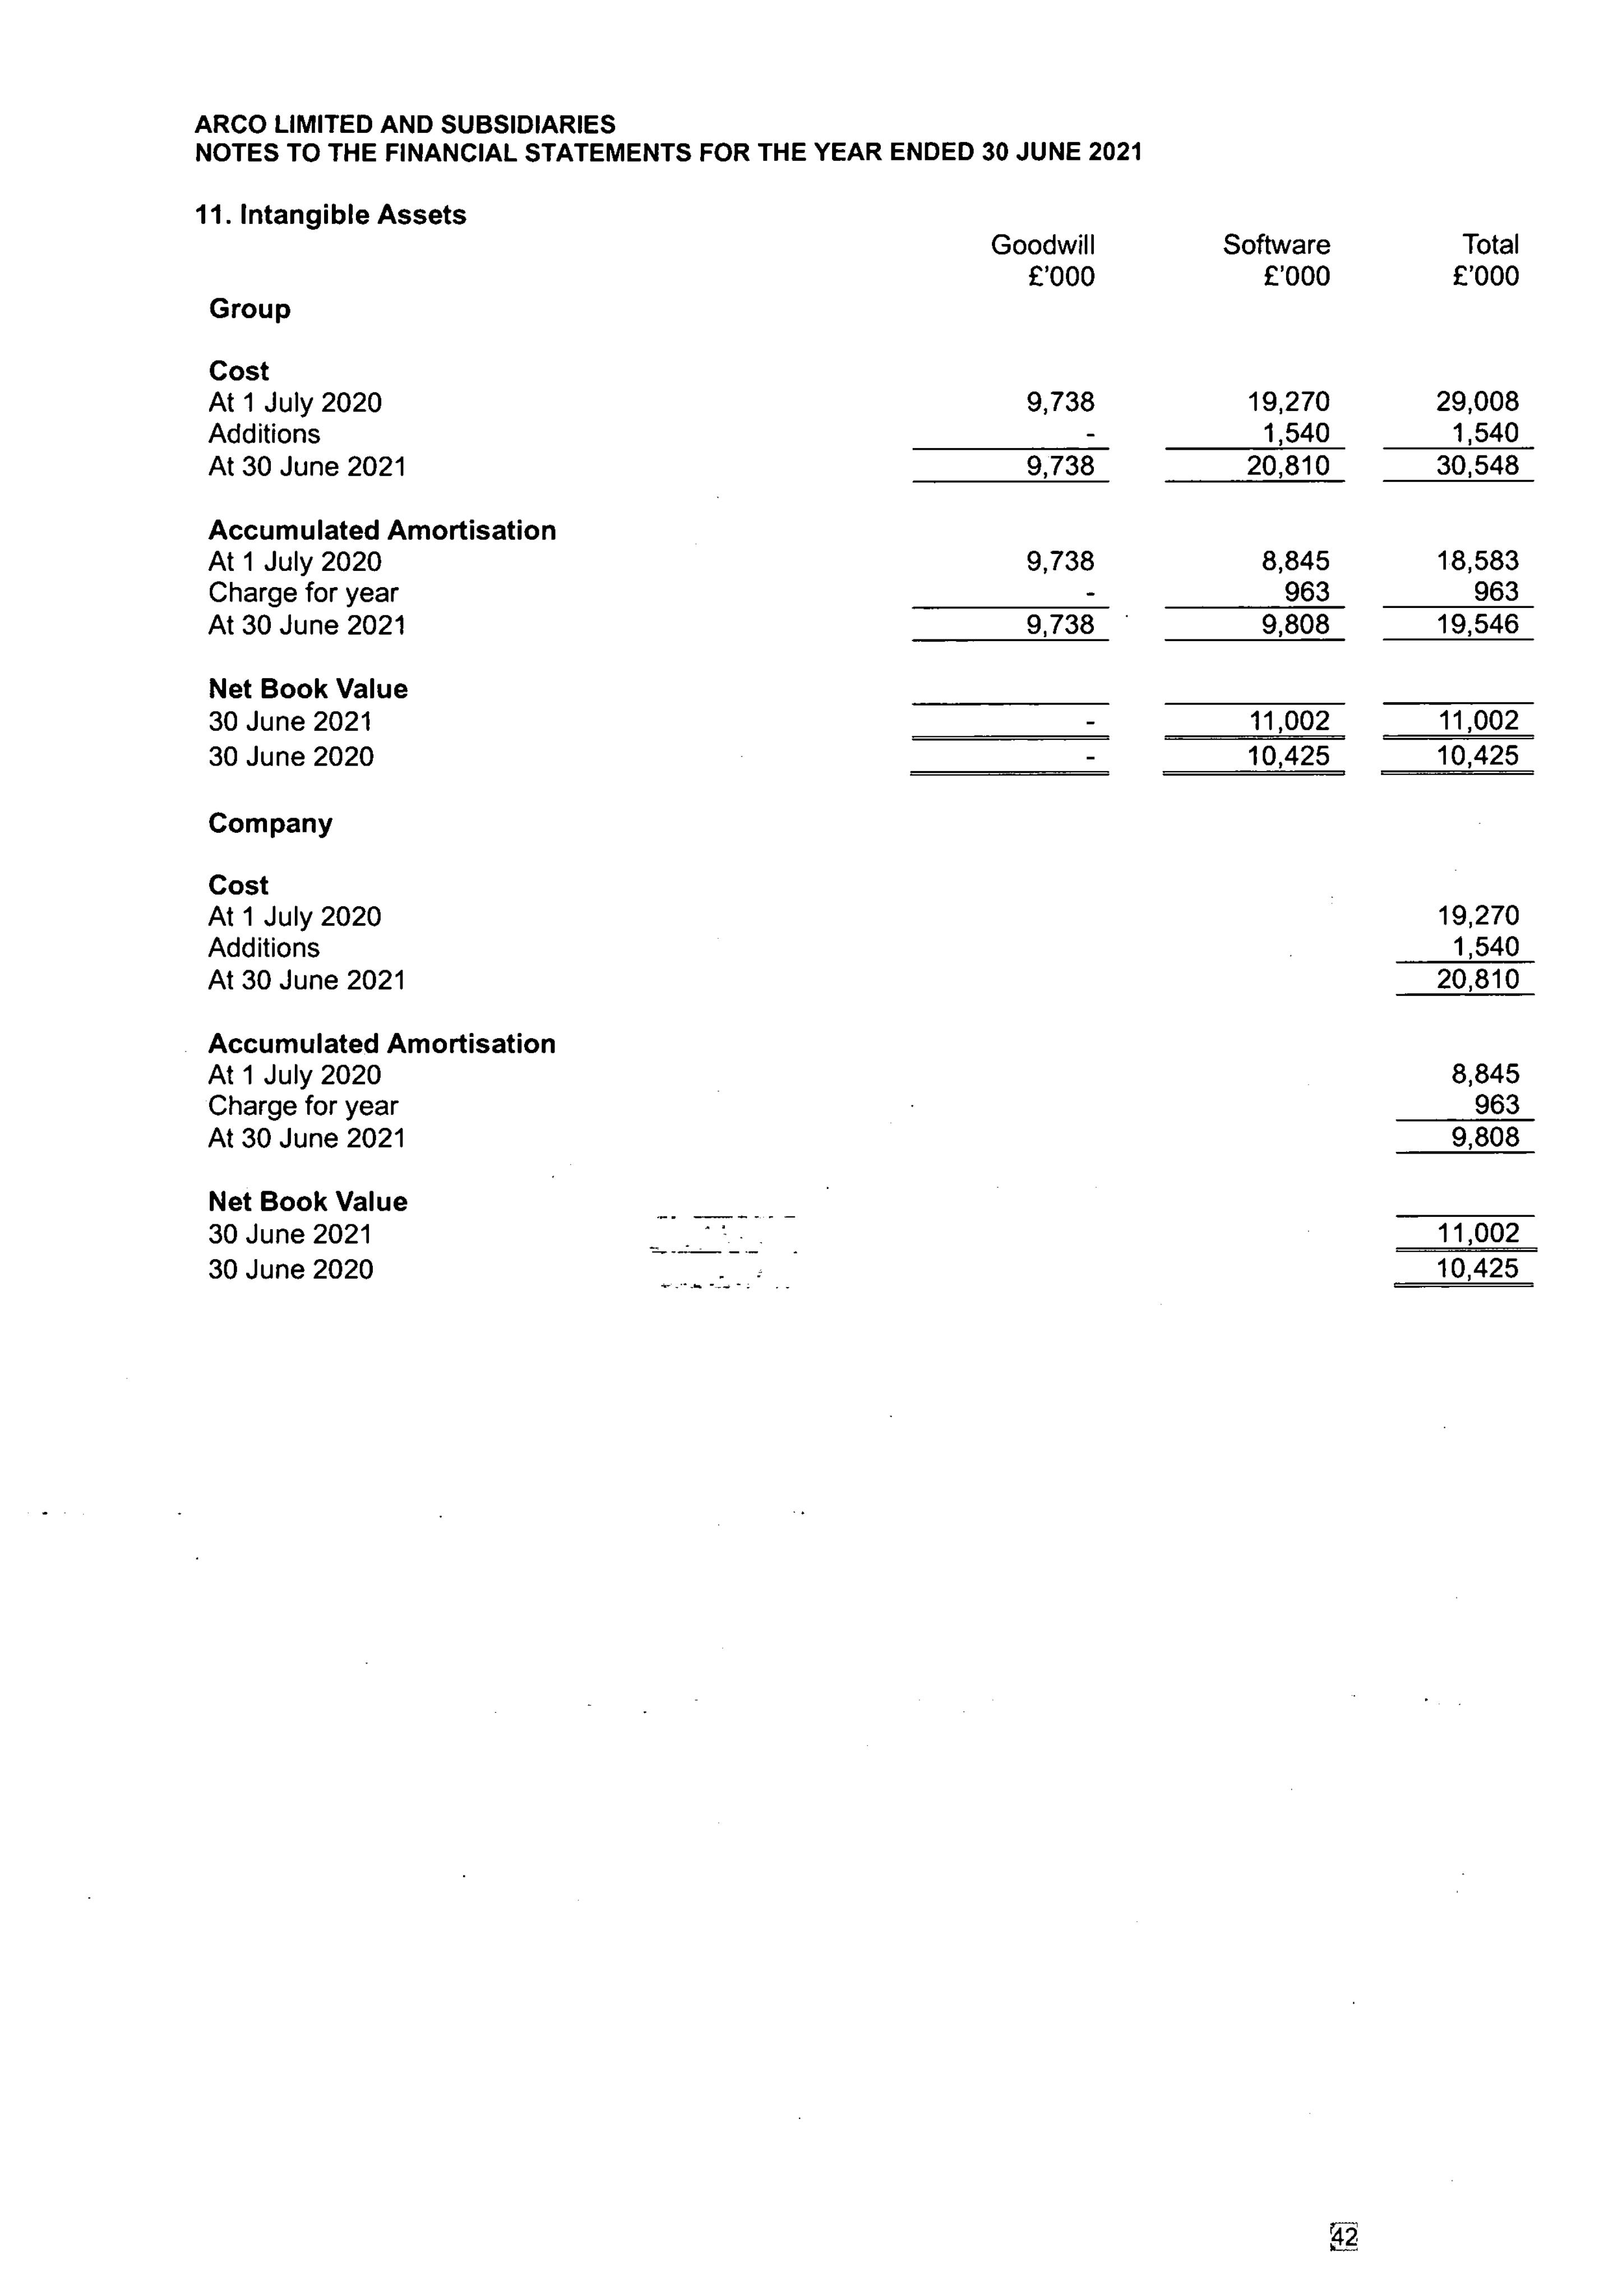 ARCO LIMITED AND SUBSIDIARIES
NOTES TO THE FINANCIAL STATEMENTS FOR THE YEAR ENDED 30 JUNE 2021
11. Intangible Assets
Goodwill Software Total
£'000 £'000 £'000
Group
Cost
At 1 July 2020 9,738 19,270 29,008
Additions - 1,540 1,540
At 30 June 2021 9,738 20,810 30,548
Accumulated Amortisation
At 1 July 2020 9,738 8,845 18,583
Charge for year - 963 963
At 30 June 2021 9,738 9,808 19,546
Net Book Value
30 June 2021 - 11,002 11,002
30 June 2020 - 10,425 10,425
Company
Cost
At 1 July 2020 19,270
Additions 1,540
At 30 June 2021 20,810
Accumulated Amortisation
At 1 July 2020 8,845
Charge for year 963
At 30 June 2021 9,808
Net Book Value
30 June 2021 11,002
30 June 2020 10,425
42